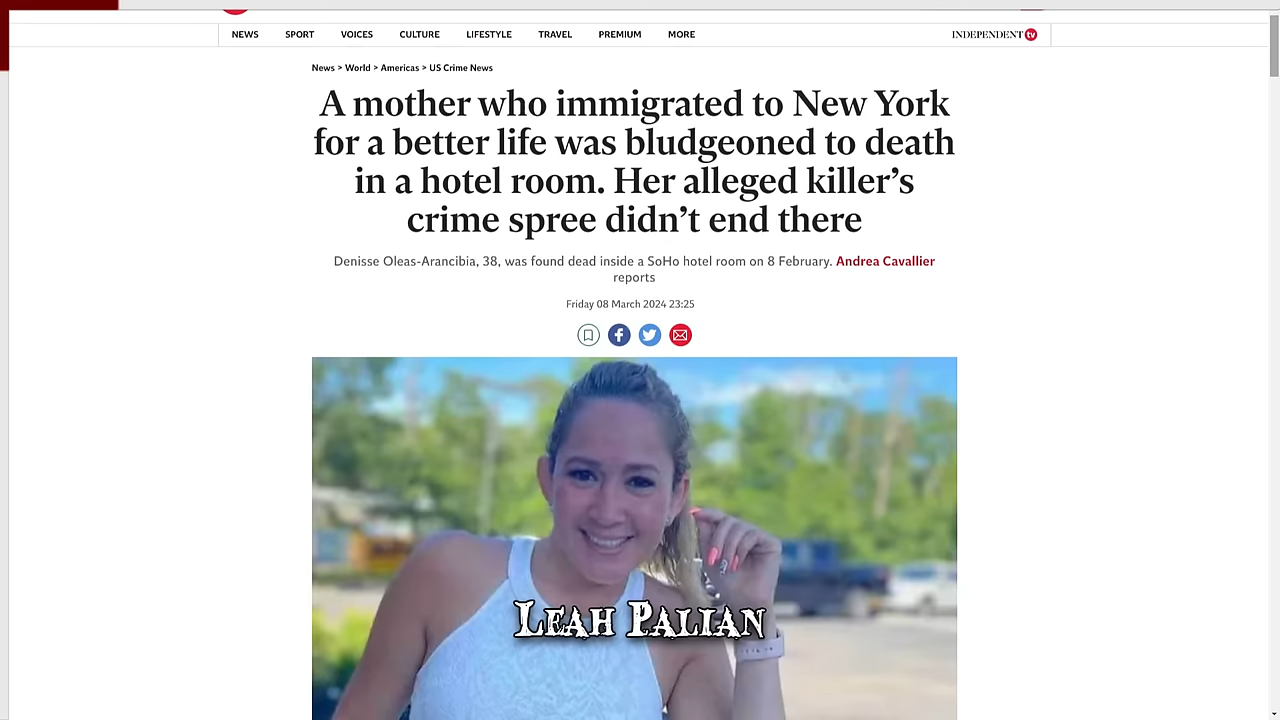 NEWS SPORT VOICES CULTURE LIFESTYLE TRAVEL PREMIUM MORE INDEPENDENT tv
News > World > Americas > US Crime News
A mother who immigrated to New York
for a better life was bludgeoned to death
in a hotel room. Her alleged killer’s
crime spree didn’t end there
Denisse Oleas-Arancibia, 38, was found dead inside a SoHo hotel room on 8 February. Andrea Cavallier
reports
Friday 08 March 2024 23:25
LEAH PALIAN